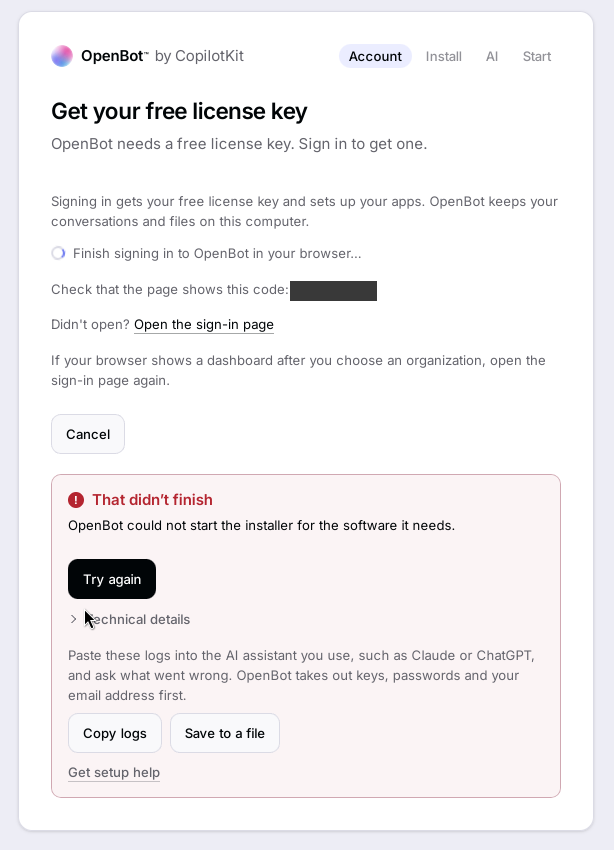 OpenBot™ by CopilotKit
Account Install AI Start
Get your free license key
OpenBot needs a free license key. Sign in to get one.
Signing in gets your free license key and sets up your apps. OpenBot keeps your
conversations and files on this computer.
Finish signing in to OpenBot in your browser...
Check that the page shows this code:
Didn't open? Open the sign-in page
If your browser shows a dashboard after you choose an organization, open the
sign-in page again.
Cancel
That didn’t finish
OpenBot could not start the installer for the software it needs.
Try again
Technical details
Paste these logs into the AI assistant you use, such as Claude or ChatGPT,
and ask what went wrong. OpenBot takes out keys, passwords and your
email address first.
Copy logs Save to a file
Get setup help